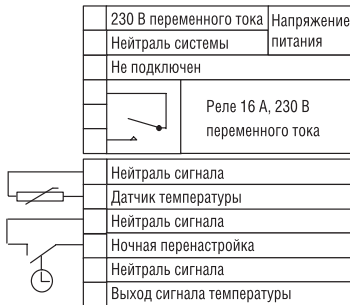 230 В переменного тока
Напряжение
питания
Нейтраль системы
Не подключен
Реле 16 А, 230 В
переменного тока
Нейтраль сигнала
Датчик температуры
Нейтраль сигнала
Ночная перенастройка
Нейтраль сигнала
Выход сигнала температуры